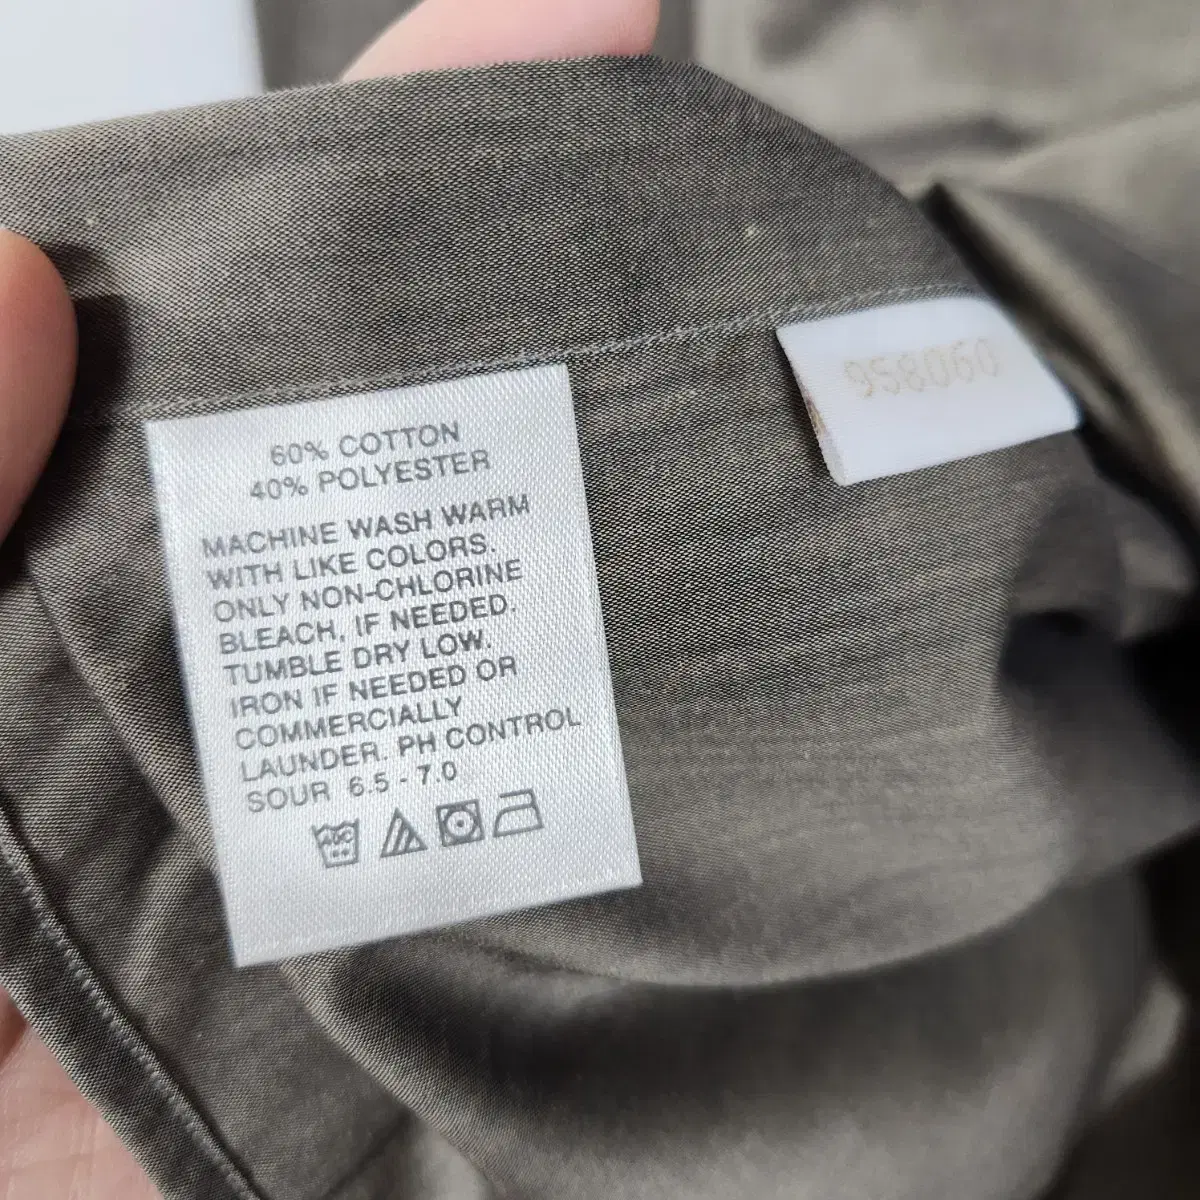 60% COTTON
40% POLYESTER
MACHINE WASH WARM
WITH LIKE COLORS.
ONLY NON-CHLORINE
BLEACH, IF NEEDED.
TUMBLE DRY LOW.
IRON IF NEEDED OR
COMMERCIALLY
LAUNDER. PH CONTROL
SOUR 6.5 - 7.0
958060